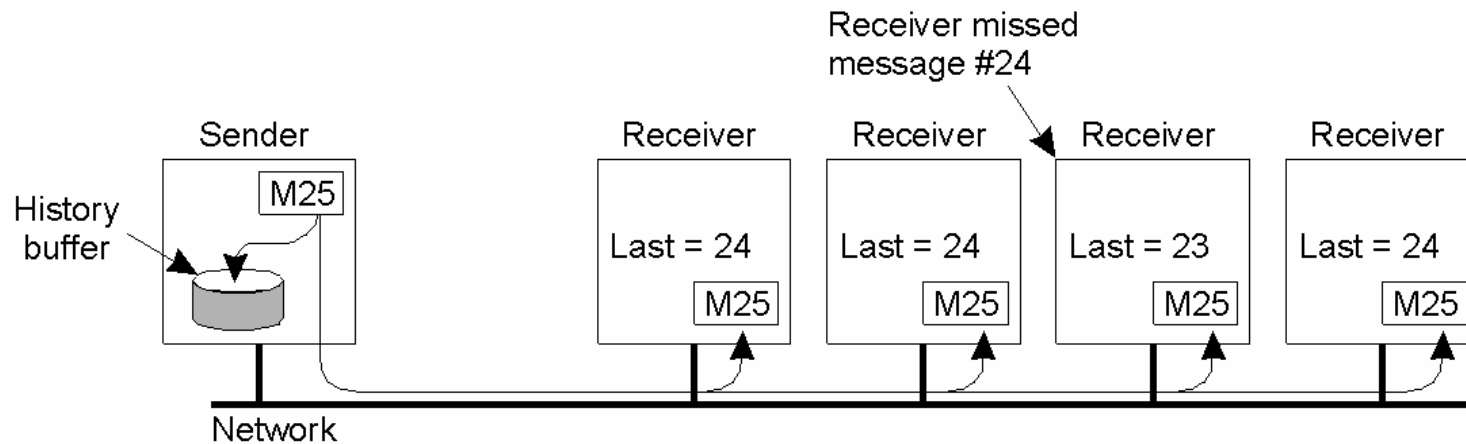 Receiver missed
message #24
Sender
Receiver
Receiver
Receiver
Receiver
M25
History
buffer
Last = 24
Last = 24
Last = 23
Last = 24
M25
M25
M25
M25
Network